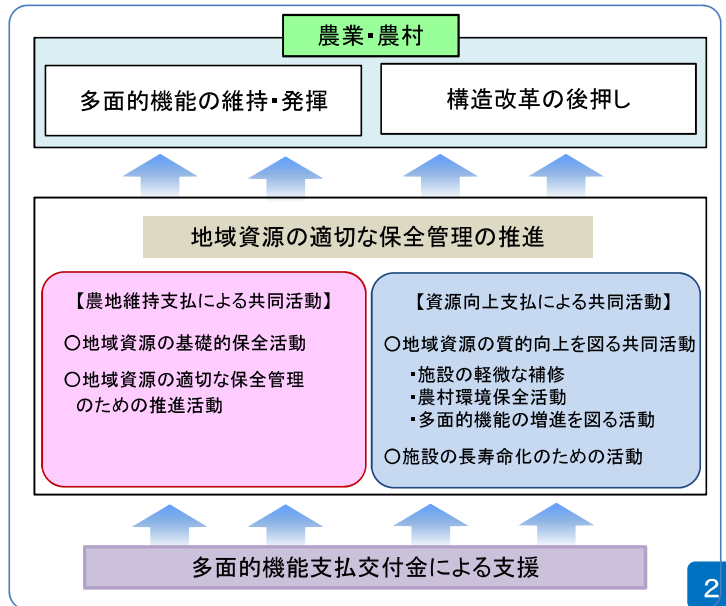 農業・農村
多面的機能の維持・発揮
構造改革の後押し
地域資源の適切な保全管理の推進
【農地維持支払による共同活動】
〇地域資源の基礎的保全活動
〇地域資源の適切な保全管理
のための推進活動
【資源向上支払による共同活動】
〇地域資源の質的向上を図る共同活動
・施設の軽微な補修
・農村環境保全活動
・多面的機能の増進を図る活動
〇施設の長寿命化のための活動
多面的機能支払交付金による支援
2